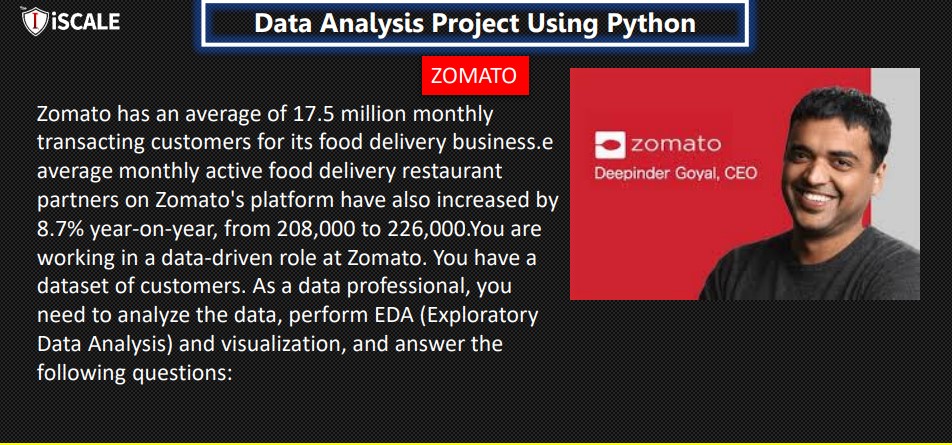 The
iSCALE
Data Analysis Project Using Python
ZOMATO
Zomato has an average of 17.5 million monthly
transacting customers for its food delivery business.e
average monthly active food delivery restaurant
partners on Zomato's platform have also increased by
8.7% year-on-year, from 208,000 to 226,000.You are
working in a data-driven role at Zomato. You have a
dataset of customers. As a data professional, you
need to analyze the data, perform EDA (Exploratory
Data Analysis) and visualization, and answer the
following questions:
zomato
Deepinder Goyal, CEO